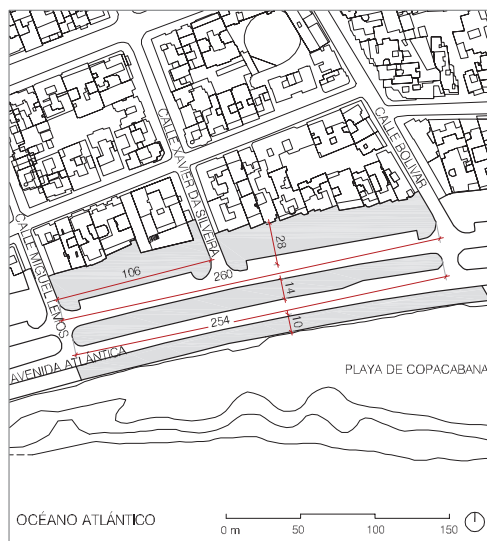 CALLE XAVIER DA SILVEIRA
CALLE BOLIVAR
CALLE MIGUEL LEMOS
28
106
260
14
254
10
AVENIDA ATLÁNTICA
PLAYA DE COPACABANA
OCÉANO ATLÁNTICO
0 m 50 100 150